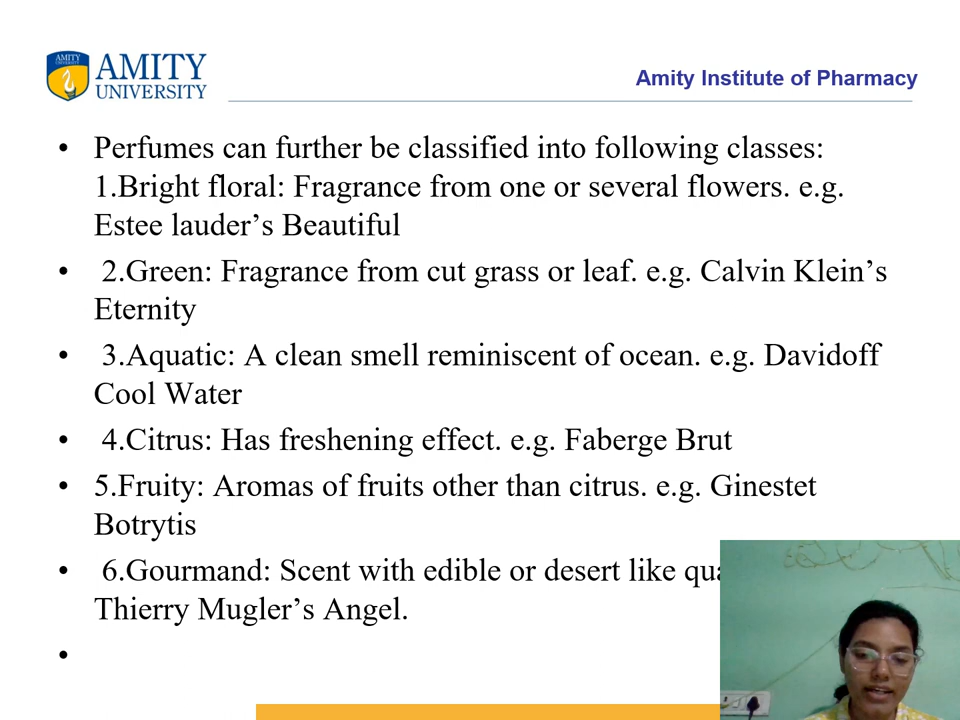 AMITY
AMITY
UNIVERSITY
Amity Institute of Pharmacy
• Perfumes can further be classified into following classes:
1.Bright floral: Fragrance from one or several flowers. e.g.
Estee lauder’s Beautiful
• 2.Green: Fragrance from cut grass or leaf. e.g. Calvin Klein’s
Eternity
• 3.Aquatic: A clean smell reminiscent of ocean. e.g. Davidoff
Cool Water
• 4.Citrus: Has freshening effect. e.g. Faberge Brut
• 5.Fruity: Aromas of fruits other than citrus. e.g. Ginestet
Botrytis
• 6.Gourmand: Scent with edible or desert like
Thierry Mugler’s Angel.
•